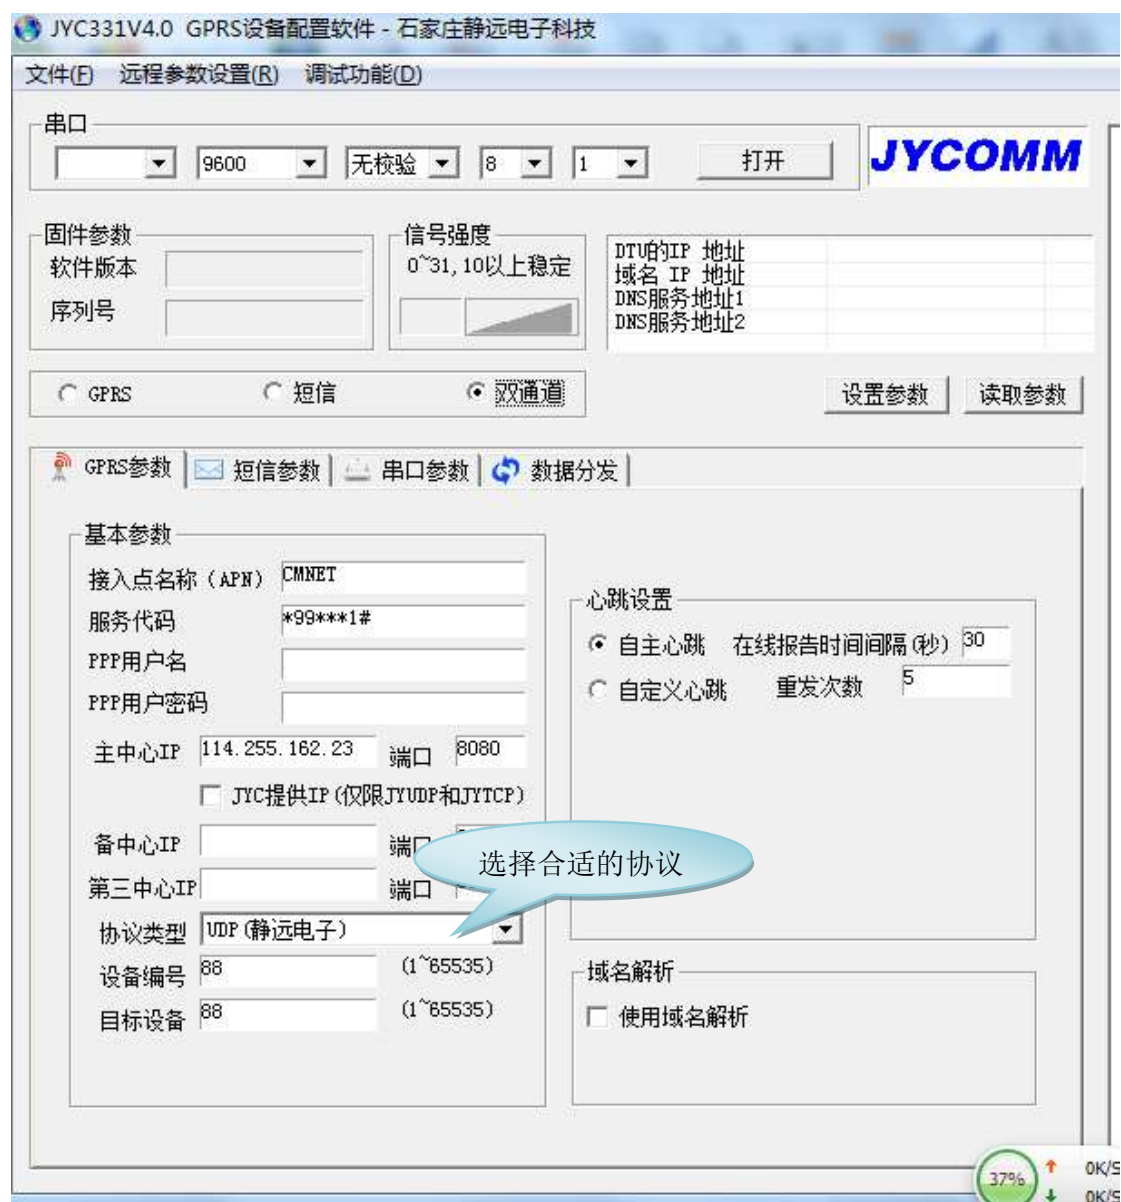 JYC331V4.0 GPRS设备配置软件 - 石家庄静远电子科技
文件(F) 远程参数设置(R) 调试功能(D)
串口
9600 无校验 8 1 打开
JYCOMM
固件参数
软件版本
序列号
信号强度
0~31,10以上稳定
DTU的IP 地址
域名 IP 地址
DNS服务地址1
DNS服务地址2
GPRS 短信 双通道
设置参数 读取参数
GPRS参数 短信参数 串口参数 数据分发
基本参数
接入点名称(APN) CMNET
服务代码 *99***1#
PPP用户名
PPP用户密码
主中心IP 114.255.162.23 端口 8080
JYC提供IP(仅限JYUDP和JYTCP)
备中心IP 端口
第三中心IP 端口
协议类型 UDP(静远电子)
设备编号 88 (1~65535)
目标设备 88 (1~65535)
选择合适的协议
心跳设置
自主心跳 在线报告时间间隔(秒) 30
自定义心跳 重发次数 5
域名解析
使用域名解析
37%
0K/S
0K/S